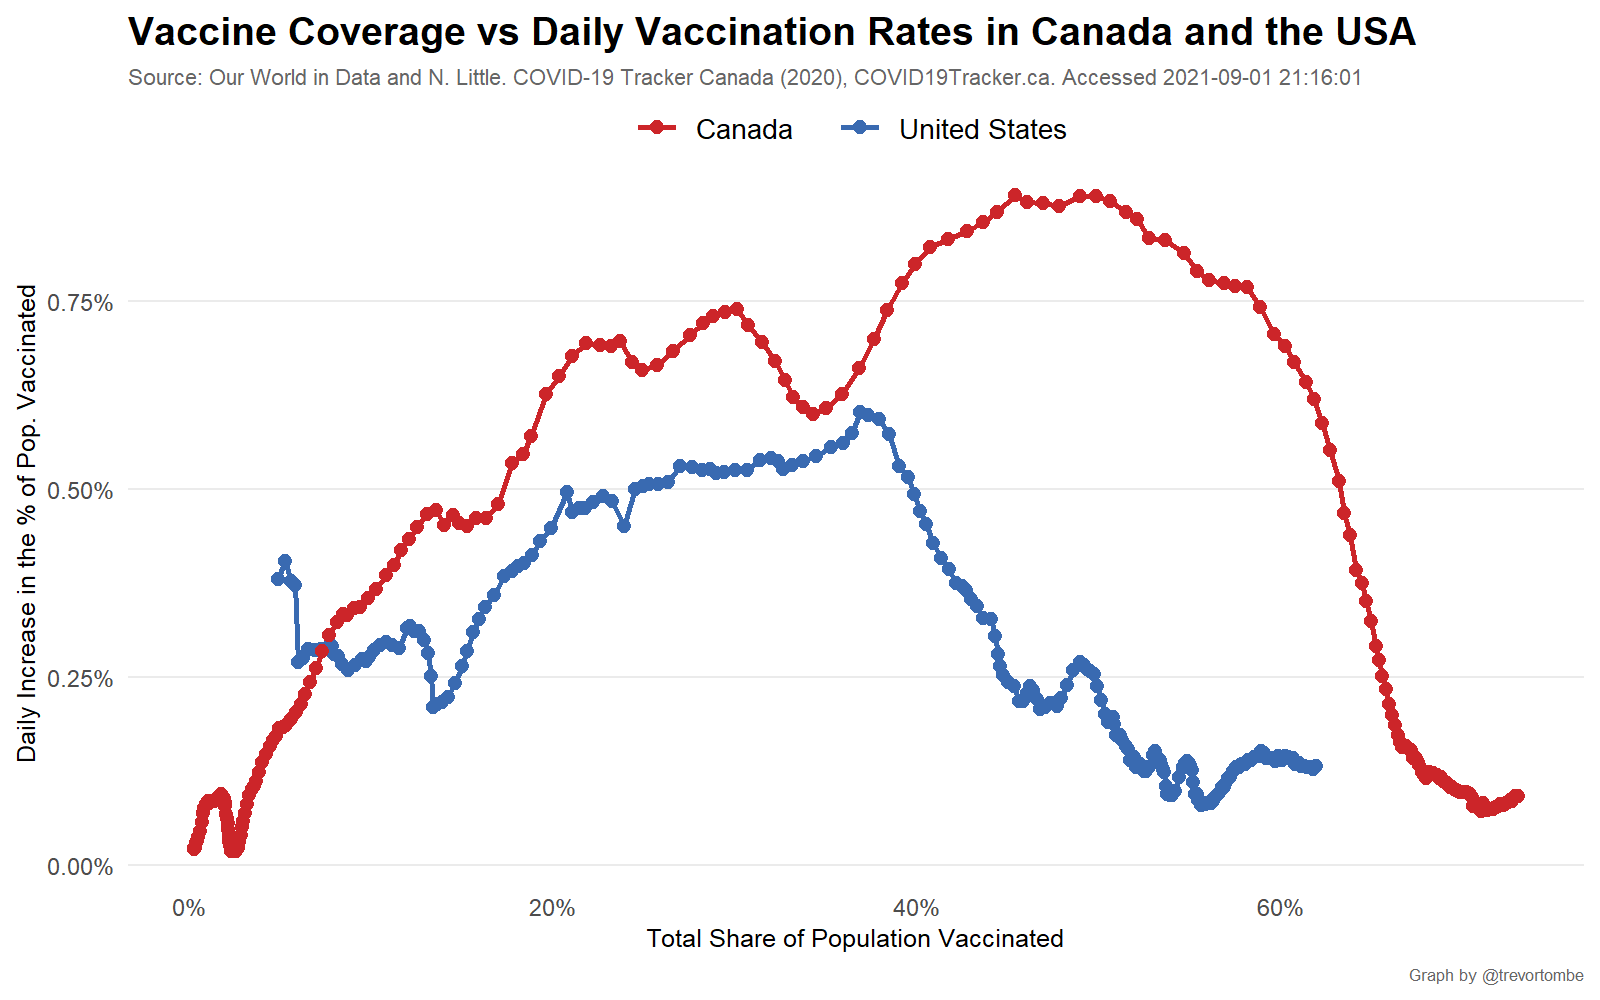 Vaccine Coverage vs Daily Vaccination Rates in Canada and the USA
Source: Our World in Data and N. Little. COVID-19 Tracker Canada (2020), COVID19Tracker.ca. Accessed 2021-09-01 21:16:01
Canada
United States
Daily Increase in the % of Pop. Vaccinated
0.75%
0.50%
0.25%
0.00%
0%
20%
40%
60%
Total Share of Population Vaccinated
Graph by @trevortombe